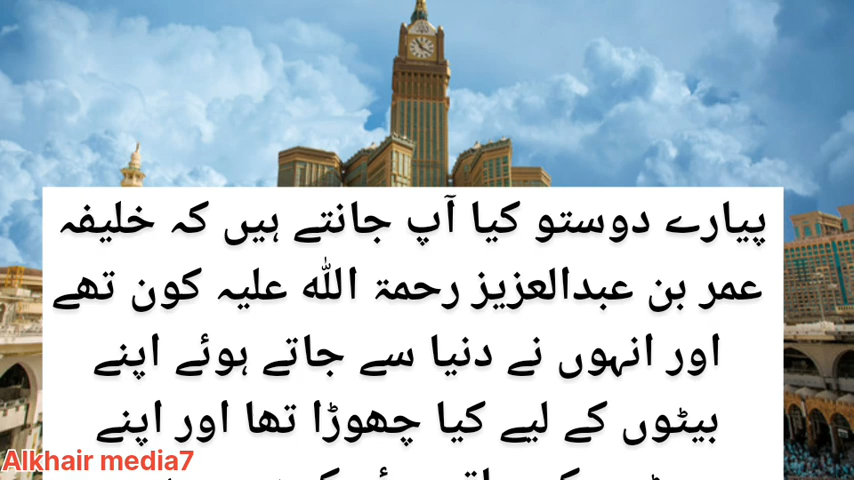 پیارے دوستو کیا آپ جانتے ہیں کہ خلیفہ
عمر بن عبدالعزیز رحمۃ اللہ علیہ کون تھے
اور انہوں نے دنیا سے جاتے ہوئے اپنے
بیٹوں کے لیے کیا چھوڑا تھا اور اپنے
Alkhair media7